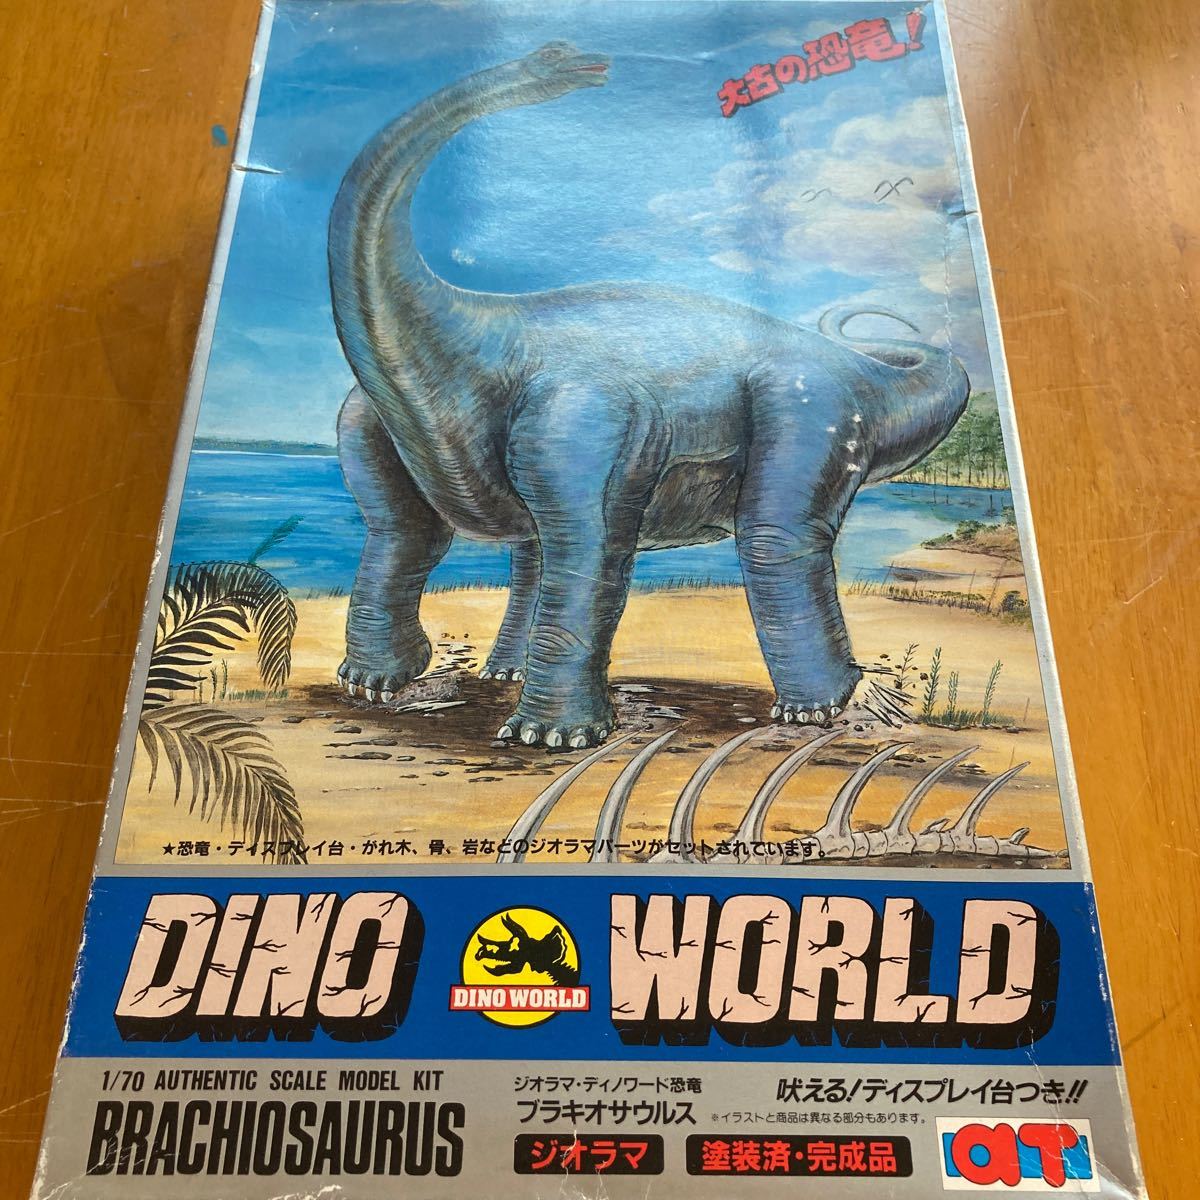 太古の恐竜!
★恐竜・ディスプレイ台・がれ木、骨、岩などのジオラマパーツがセットされています。
DINO WORLD
DINO WORLD
1/70 AUTHENTIC SCALE MODEL KIT
BRACHIOSAURUS
ジオラマ・ディノワード恐竜
ブラキオサウルス
吠える!ディスプレイ台つき!!
※イラストと商品は異なる部分もあります。
ジオラマ
塗装済・完成品
aT